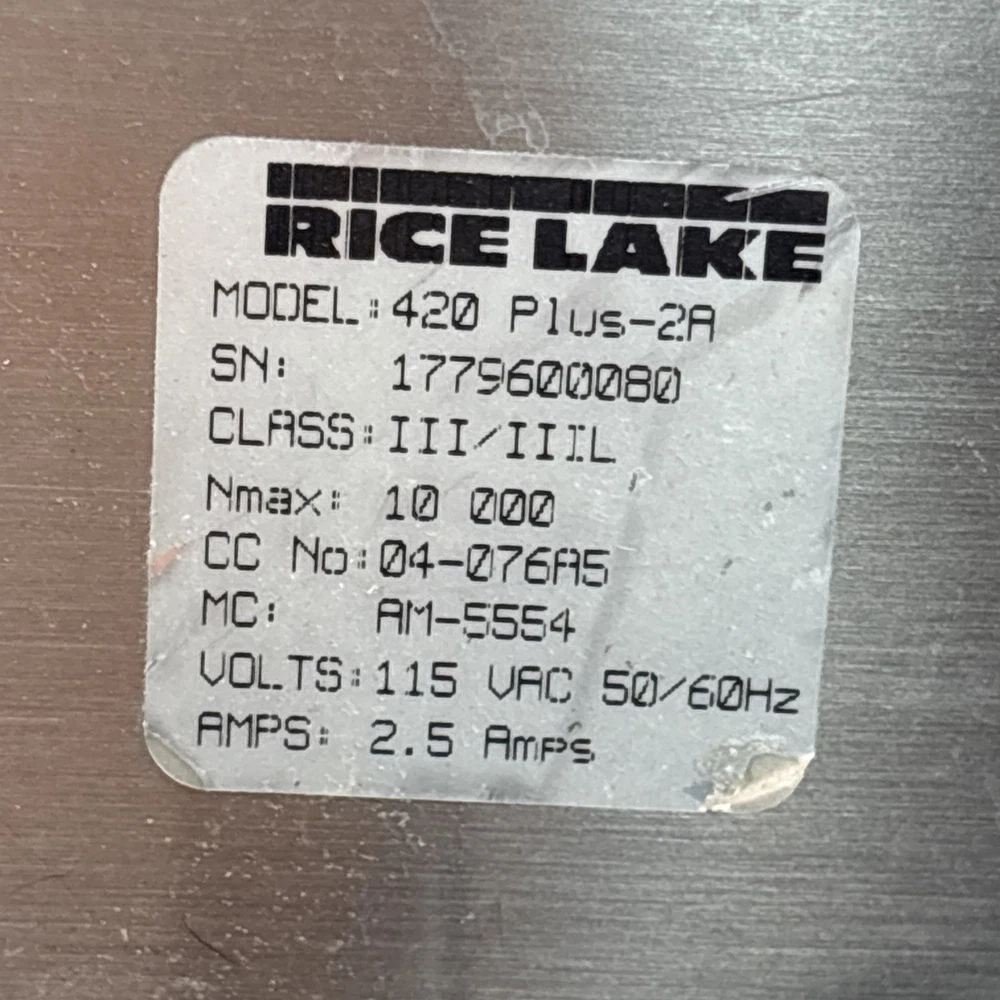 RICE LAKE
MODEL: 420 Plus-2A
SN: 1779600080
CLASS: III/IIIL
Nmax: 10 000
CC No: 04-076A5
MC: AM-5554
VOLTS: 115 VAC 50/60Hz
AMPS: 2.5 Amps